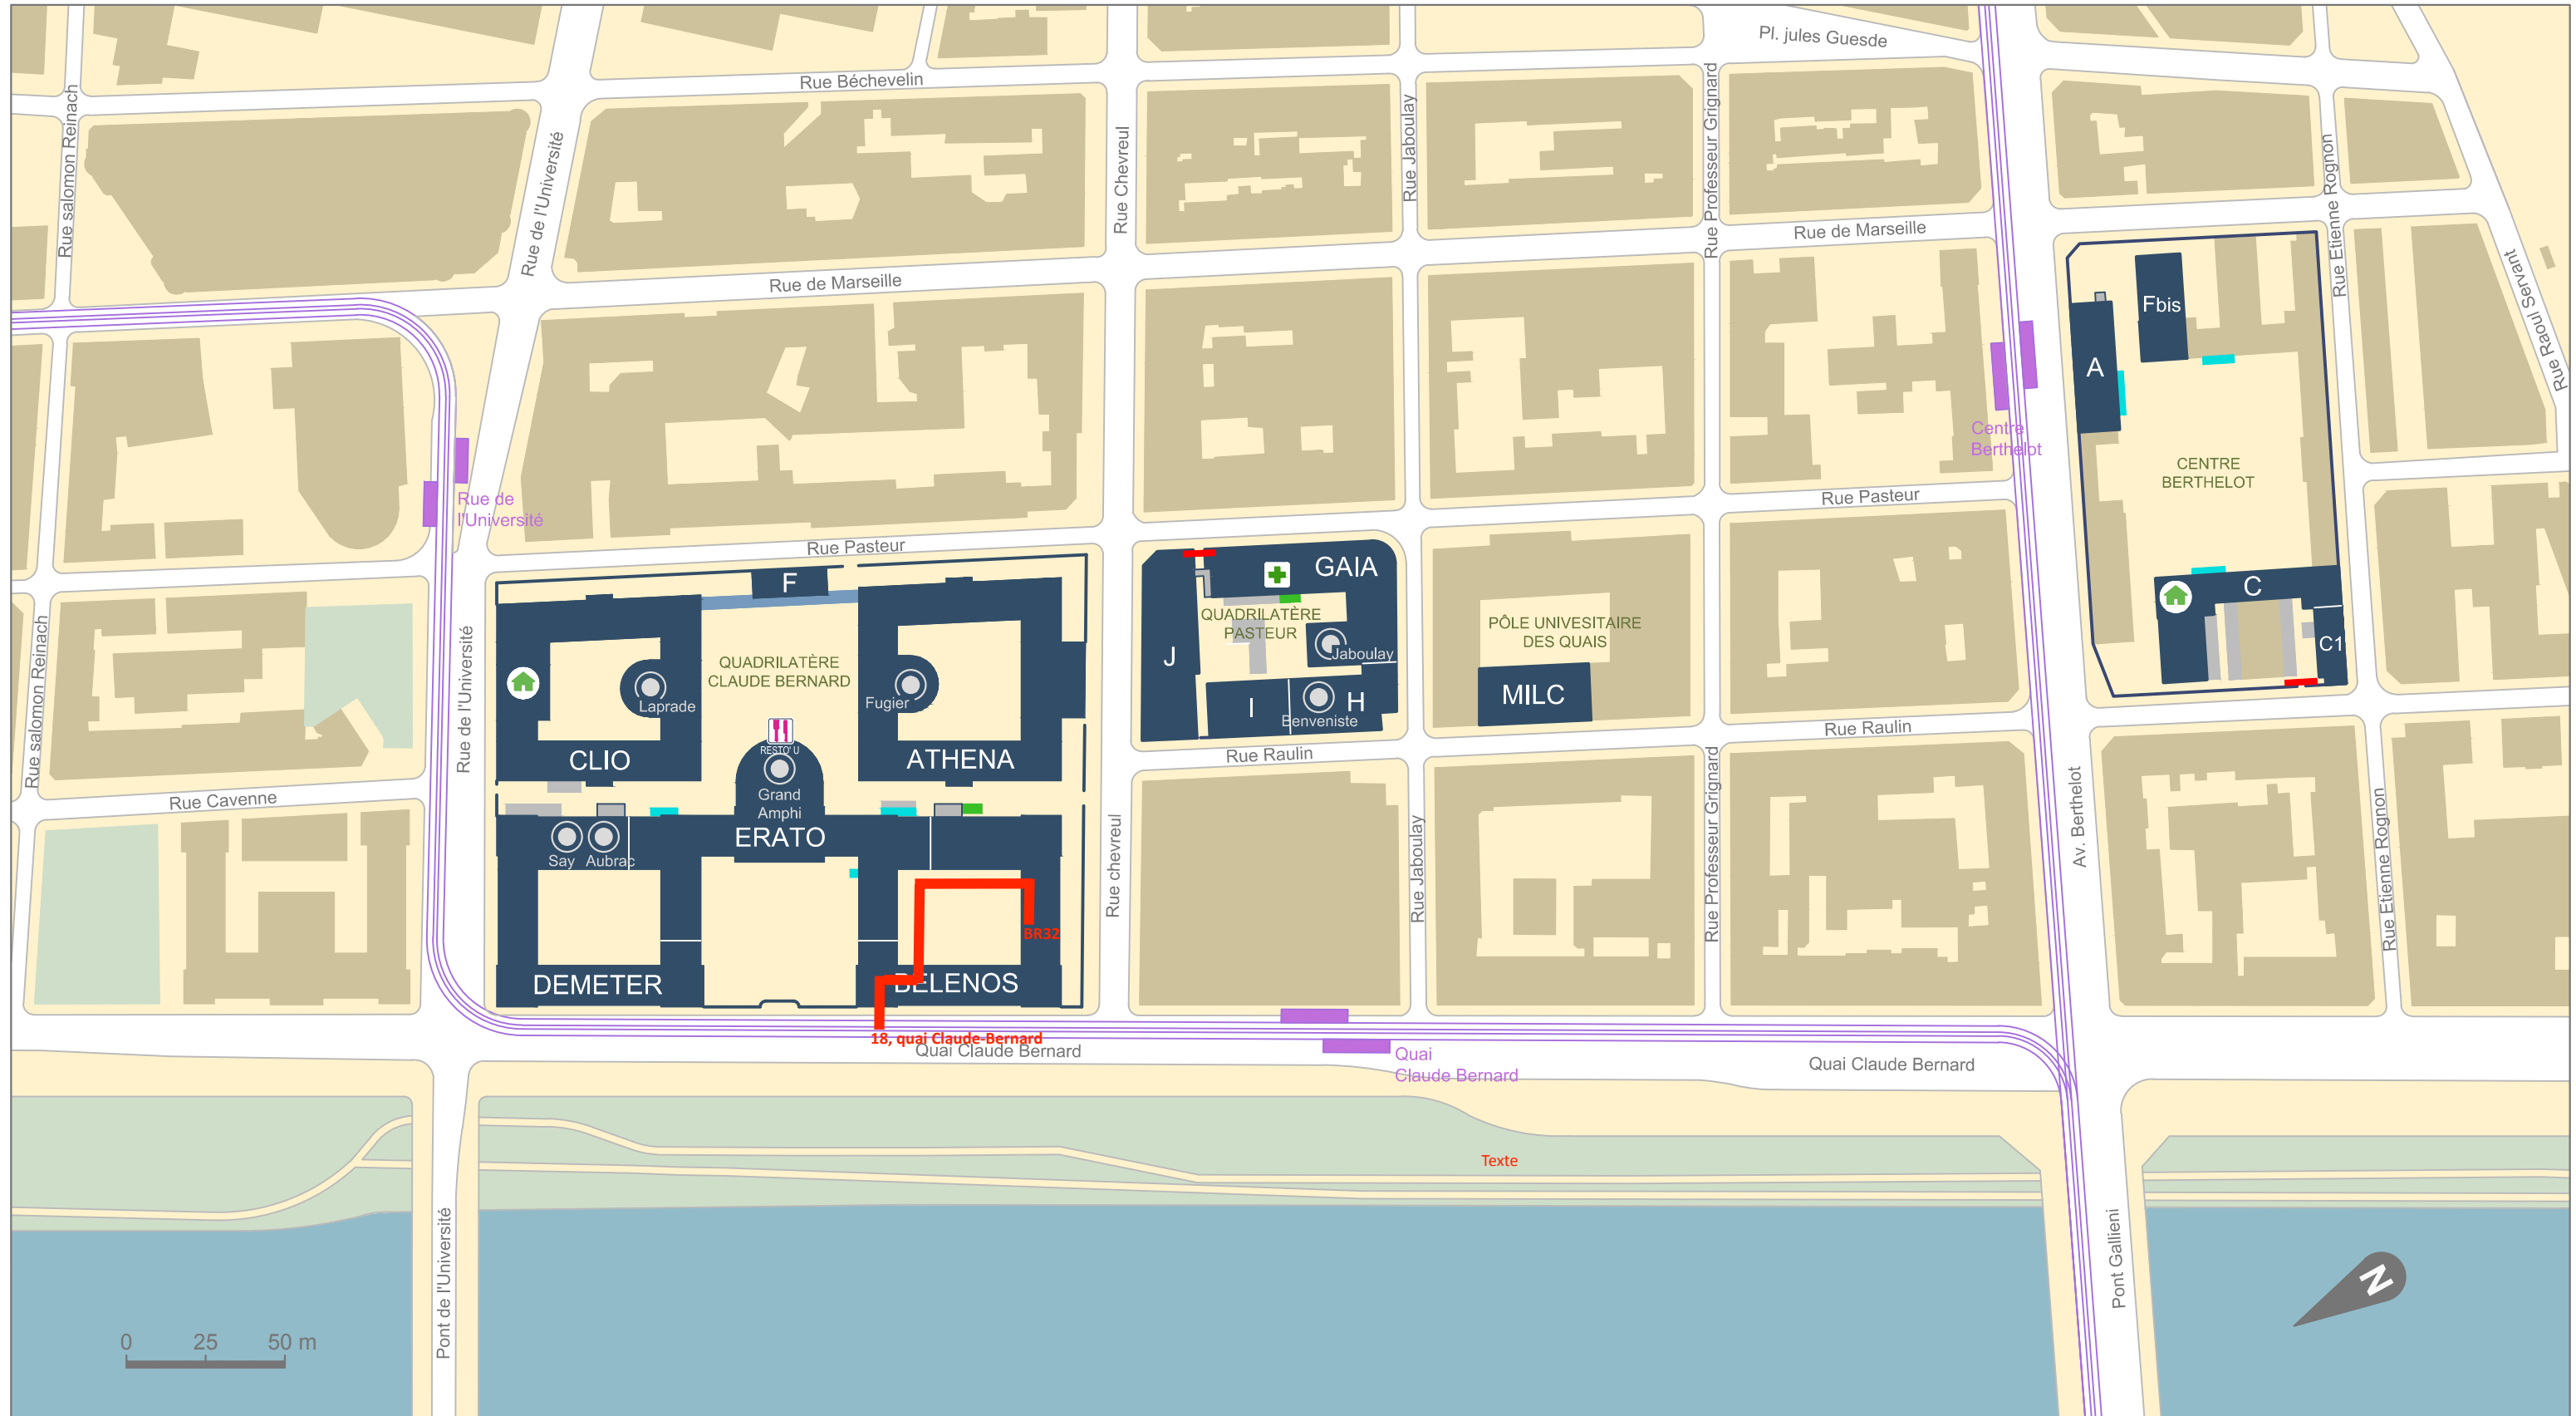 Pl. jules Guesde
Rue Béchevelin
Rue salomon Reinach
Rue de l'Université
Rue Chevreul
Rue Jaboulay
Rue Professeur Grignard
Rue Etienne Rognon
Rue Raoul Servant
Rue de Marseille
Rue de Marseille
Fbis
A
Centre
Berthelot
CENTRE
BERTHELOT
Rue de
l'Université
Rue Pasteur
Rue Pasteur
F
GAIA
C
C1
QUADRILATÈRE
PASTEUR
PÔLE UNIVESITAIRE
DES QUAIS
J
Jaboulay
I
H
Benveniste
MILC
QUADRILATÈRE
CLAUDE BERNARD
Laprade
Fugier
RESTO' U
CLIO
ATHENA
Grand
Amphi
ERATO
Say
Aubrac
Rue salomon Reinach
Rue de l'Université
Rue Cavenne
Rue Raulin
Rue Raulin
Rue chevreul
Rue Jaboulay
Rue Professeur Grignard
Av. Berthelot
Rue Etienne Rognon
BR32
DEMETER
BELENOS
18, quai Claude-Bernard
Quai Claude Bernard
Quai
Claude Bernard
Quai Claude Bernard
Texte
Pont de l'Université
Pont Gallieni
N
0 25 50 m